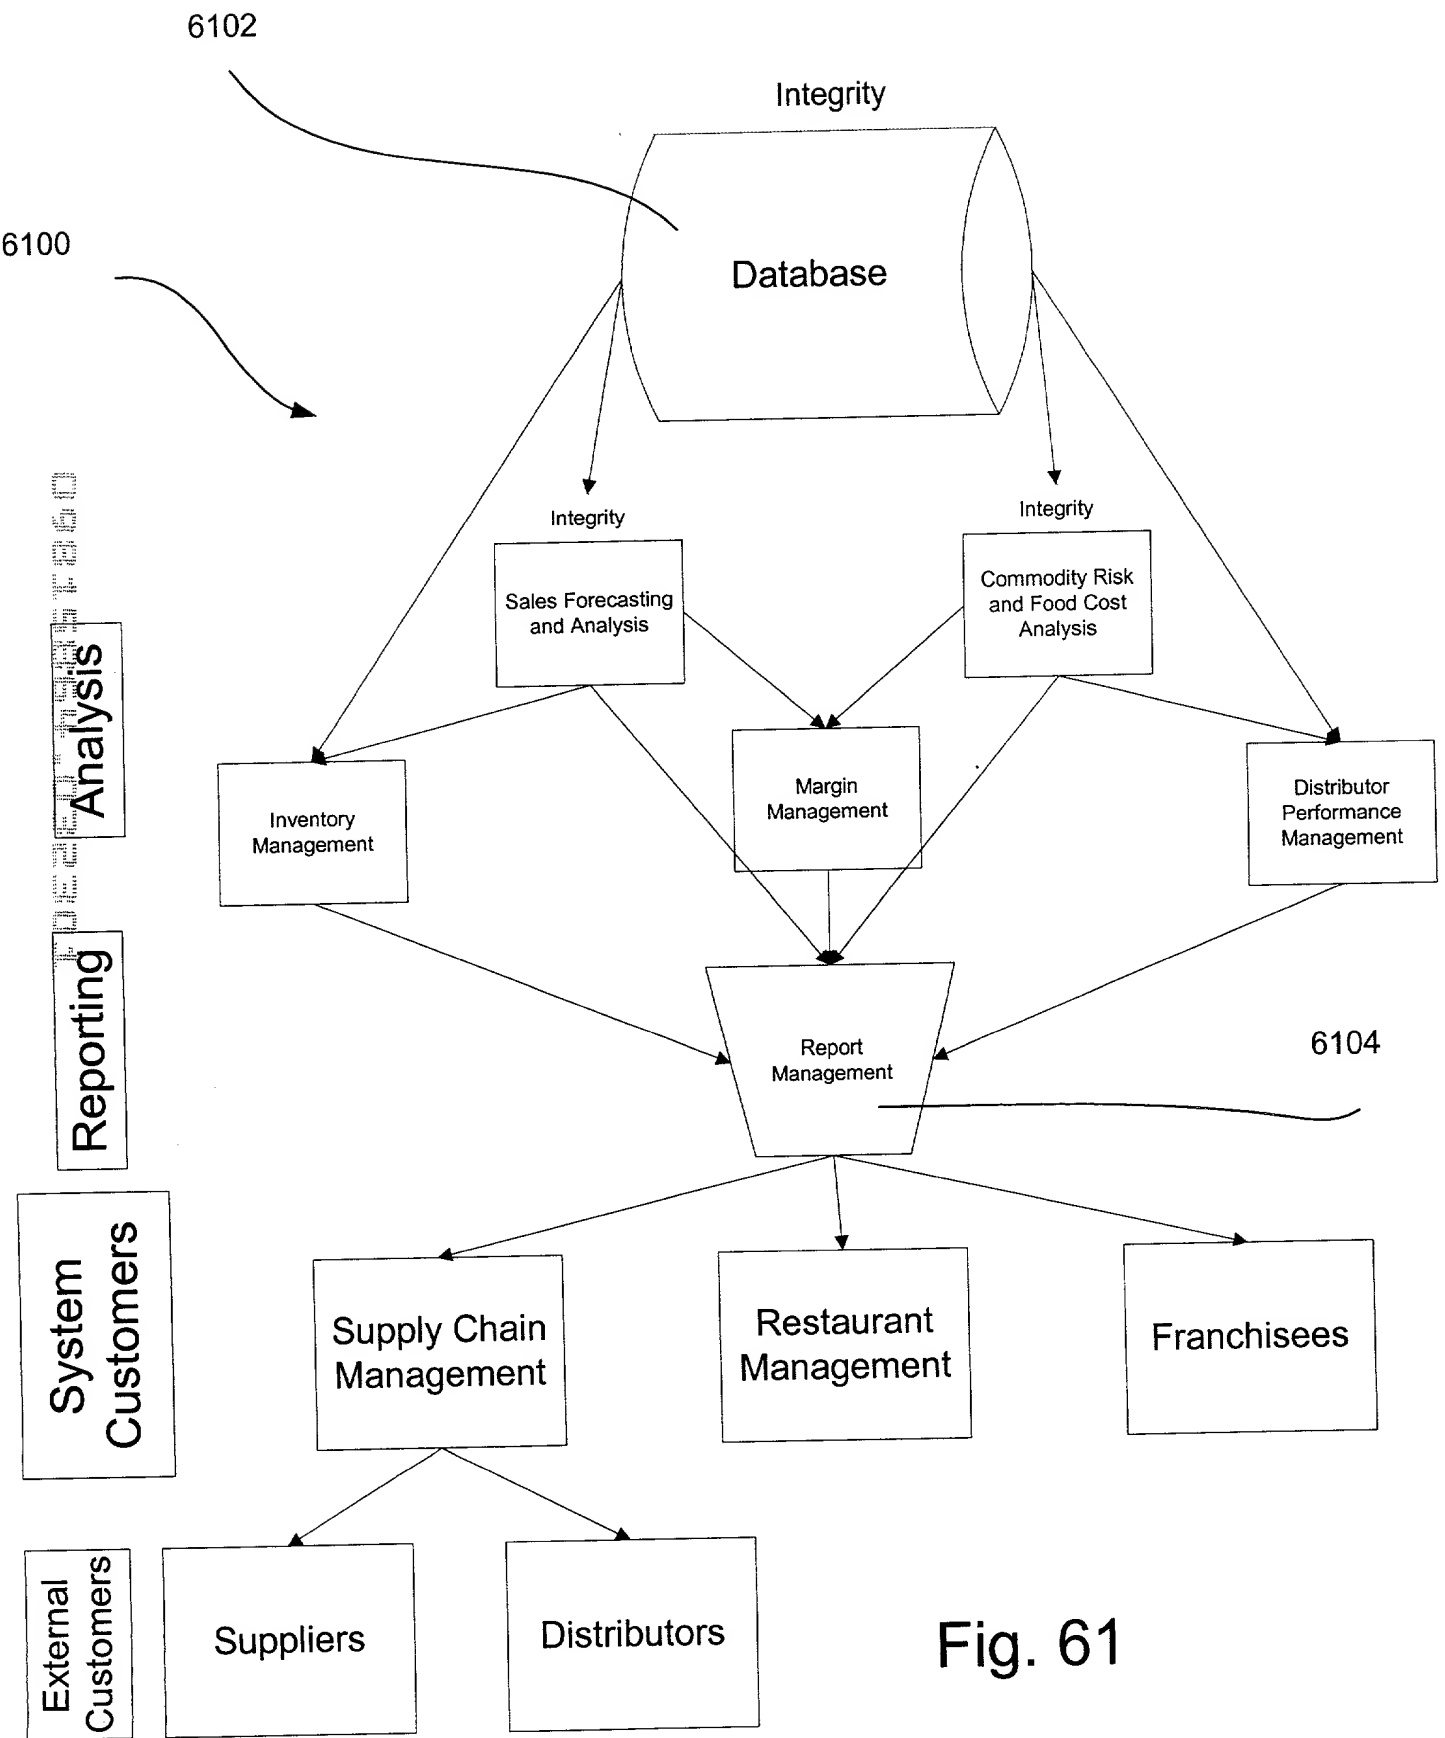 6102
Integrity
6100
Database
Integrity
Integrity
Sales Forecasting
and Analysis
Commodity Risk
and Food Cost
Analysis
Analysis
Inventory
Management
Margin
Management
Distributor
Performance
Management
Reporting
Report
Management
6104
System
Customers
Supply Chain
Management
Restaurant
Management
Franchisees
External
Customers
Suppliers
Distributors
Fig. 61